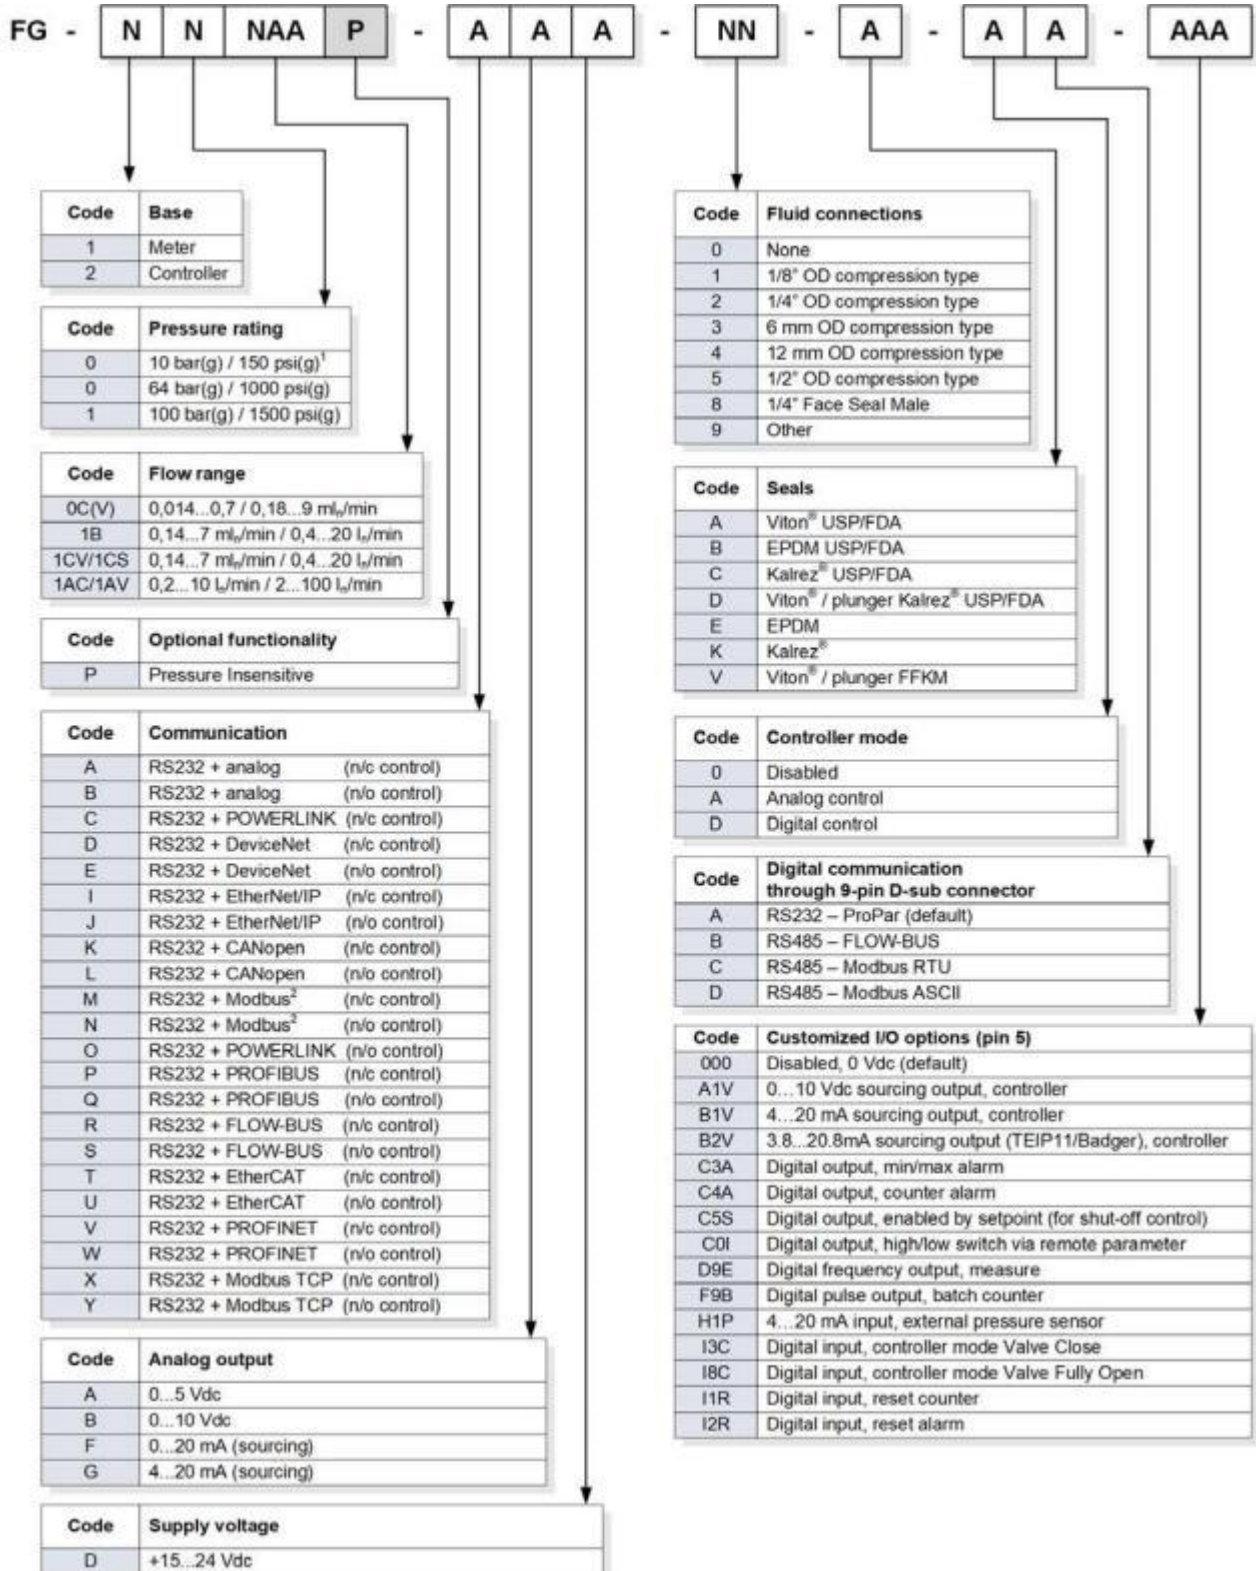 FG - N N NAA P - A A A - NN - A - A A - AAA
Code Base
1 Meter
2 Controller
Code Pressure rating
0 10 bar(g) / 150 psi(g)¹
0 64 bar(g) / 1000 psi(g)
1 100 bar(g) / 1500 psi(g)
Code Flow range
0C(V) 0,014...0,7 / 0,18...9 mlₙ/min
1B 0,14...7 mlₙ/min / 0,4...20 lₙ/min
1CV/1CS 0,14...7 mlₙ/min / 0,4...20 lₙ/min
1AC/1AV 0,2...10 lₙ/min / 2...100 lₙ/min
Code Optional functionality
P Pressure Insensitive
Code Communication
A RS232 + analog (n/c control)
B RS232 + analog (n/o control)
C RS232 + POWERLINK (n/c control)
D RS232 + DeviceNet (n/c control)
E RS232 + DeviceNet (n/o control)
I RS232 + EtherNet/IP (n/c control)
J RS232 + EtherNet/IP (n/o control)
K RS232 + CANopen (n/c control)
L RS232 + CANopen (n/o control)
M RS232 + Modbus² (n/c control)
N RS232 + Modbus² (n/o control)
O RS232 + POWERLINK (n/o control)
P RS232 + PROFIBUS (n/c control)
Q RS232 + PROFIBUS (n/o control)
R RS232 + FLOW-BUS (n/c control)
S RS232 + FLOW-BUS (n/o control)
T RS232 + EtherCAT (n/c control)
U RS232 + EtherCAT (n/o control)
V RS232 + PROFINET (n/c control)
W RS232 + PROFINET (n/o control)
X RS232 + Modbus TCP (n/c control)
Y RS232 + Modbus TCP (n/o control)
Code Analog output
A 0...5 Vdc
B 0...10 Vdc
F 0...20 mA (sourcing)
G 4...20 mA (sourcing)
Code Supply voltage
D +15...24 Vdc
Code Fluid connections
0 None
1 1/8" OD compression type
2 1/4" OD compression type
3 6 mm OD compression type
4 12 mm OD compression type
5 1/2" OD compression type
8 1/4" Face Seal Male
9 Other
Code Seals
A Viton® USP/FDA
B EPDM USP/FDA
C Kalrez® USP/FDA
D Viton® / plunger Kalrez® USP/FDA
E EPDM
K Kalrez®
V Viton® / plunger FFKM
Code Controller mode
0 Disabled
A Analog control
D Digital control
Code Digital communication
through 9-pin D-sub connector
A RS232 – ProPar (default)
B RS485 – FLOW-BUS
C RS485 – Modbus RTU
D RS485 – Modbus ASCII
Code Customized I/O options (pin 5)
000 Disabled, 0 Vdc (default)
A1V 0...10 Vdc sourcing output, controller
B1V 4...20 mA sourcing output, controller
B2V 3.8...20.8mA sourcing output (TEIP11/Badger), controller
C3A Digital output, min/max alarm
C4A Digital output, counter alarm
C5S Digital output, enabled by setpoint (for shut-off control)
C0I Digital output, high/low switch via remote parameter
D9E Digital frequency output, measure
F9B Digital pulse output, batch counter
H1P 4...20 mA input, external pressure sensor
I3C Digital input, controller mode Valve Close
I8C Digital input, controller mode Valve Fully Open
I1R Digital input, reset counter
I2R Digital input, reset alarm